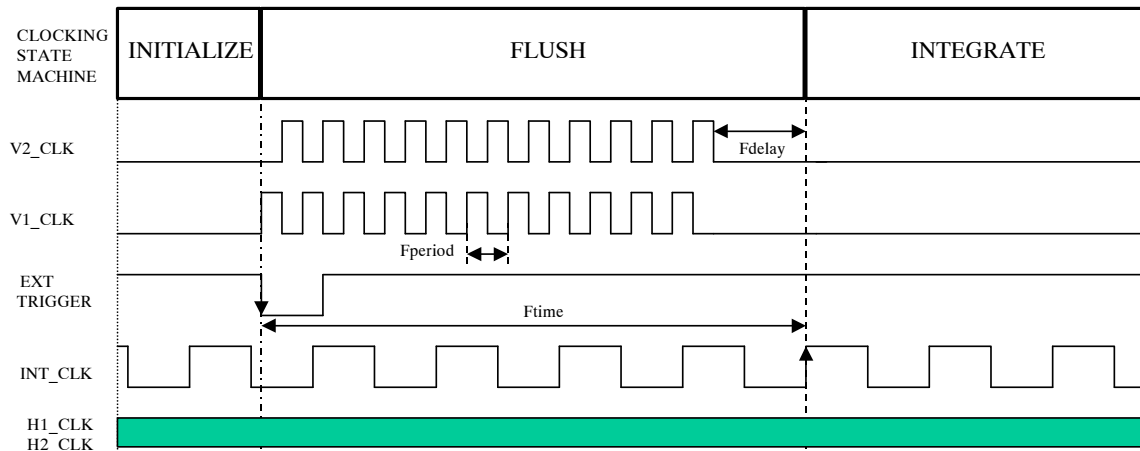 CLOCKING
STATE
MACHINE
INITIALIZE
FLUSH
INTEGRATE
V2_CLK
Fdelay
V1_CLK
Fperiod
EXT
TRIGGER
Ftime
INT_CLK
H1_CLK
H2_CLK